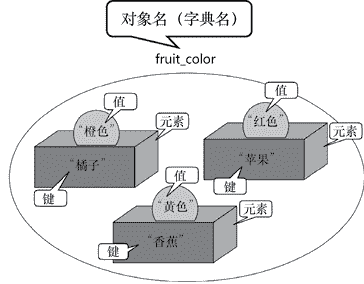 对象名（字典名）
fruit_color
值
“橙色”
元素
“橘子”
键
值
“红色”
元素
“苹果”
键
值
“黄色”
元素
“香蕉”
键